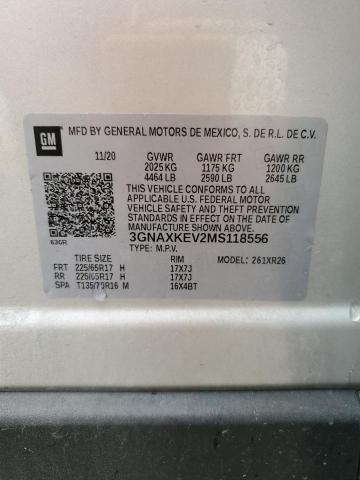 GM
MFD BY GENERAL MOTORS DE MEXICO, S. DE R.L. DE C.V.
11/20 GVWR GAWR FRT GAWR RR
2025 KG 1175 KG 1200 KG
4464 LB 2590 LB 2645 LB
THIS VEHICLE CONFORMS TO ALL
APPLICABLE U.S. FEDERAL MOTOR
VEHICLE SAFETY AND THEFT PREVENTION
STANDARDS IN EFFECT ON THE DATE OF
MANUFACTURE SHOWN ABOVE.
63GR
3GNAXKEV2MS118556
TYPE: M.P.V.
TIRE SIZE RIM MODEL: 261XR26
FRT 225/65R17 H 17X7J
RR 225/65R17 H 17X7J
SPA T135/70R16 M 16X4BT